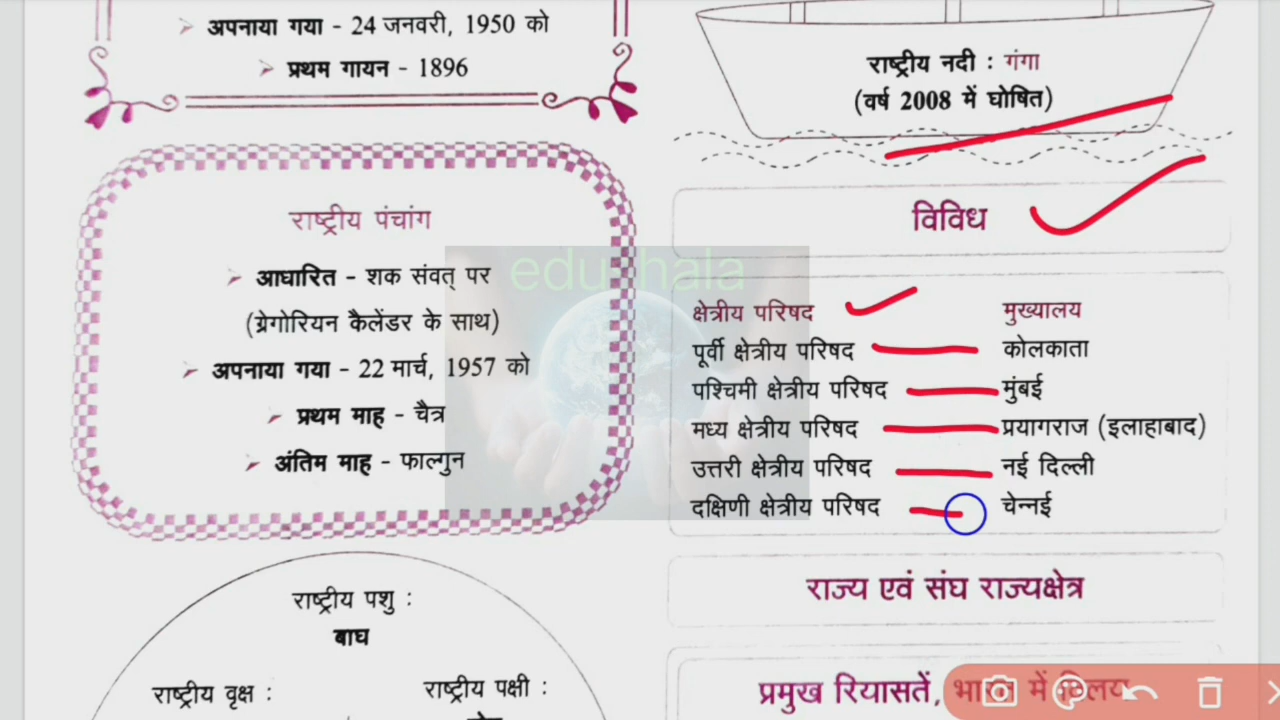 अपनाया गया - 24 जनवरी, 1950 को
प्रथम गायन - 1896
राष्ट्रीय पंचांग
आधारित - शक संवत् पर
(ग्रेगोरियन कैलेंडर के साथ)
अपनाया गया - 22 मार्च, 1957 को
प्रथम माह - चैत्र
अंतिम माह - फाल्गुन
राष्ट्रीय पशु :
बाघ
राष्ट्रीय वृक्ष :
राष्ट्रीय पक्षी :
राष्ट्रीय नदी : गंगा
(वर्ष 2008 में घोषित)
विविध
क्षेत्रीय परिषद मुख्यालय
पूर्वी क्षेत्रीय परिषद कोलकाता
पश्चिमी क्षेत्रीय परिषद मुंबई
मध्य क्षेत्रीय परिषद प्रयागराज (इलाहाबाद)
उत्तरी क्षेत्रीय परिषद नई दिल्ली
दक्षिणी क्षेत्रीय परिषद चेन्नई
राज्य एवं संघ राज्यक्षेत्र
प्रमुख रियासतें, भारत में विलय